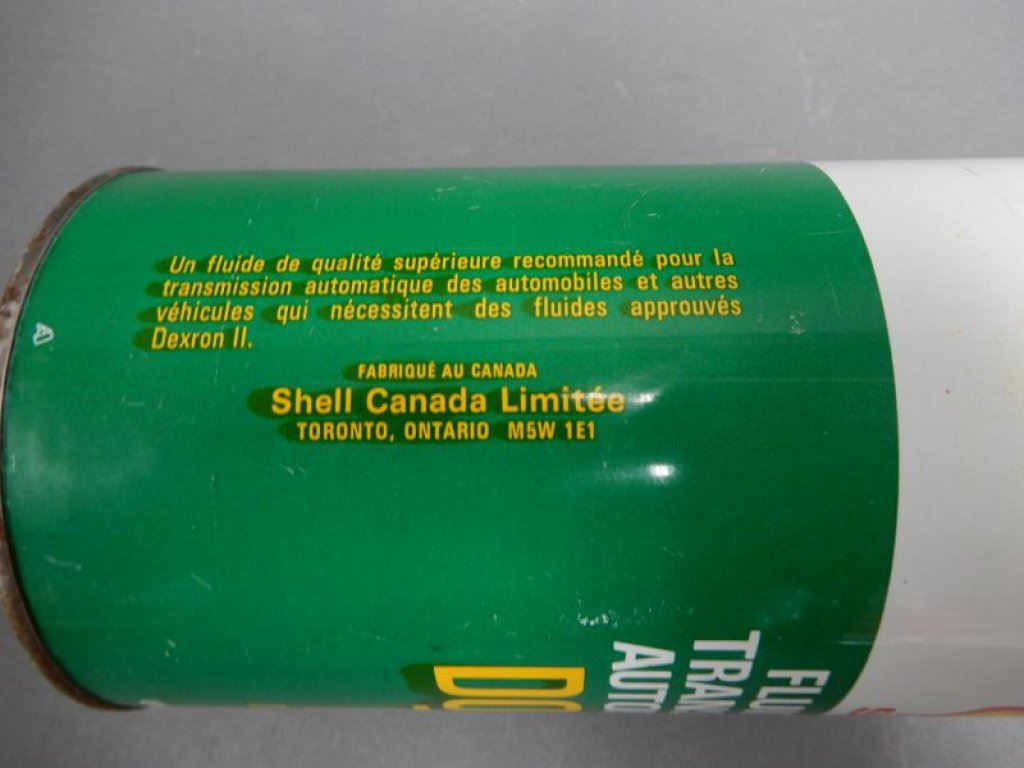 Un fluide de qualité supérieure recommandé pour la
transmission automatique des automobiles et autres
véhicules qui nécessitent des fluides approuvés
Dexron II.
FABRIQUÉ AU CANADA
Shell Canada Limitée
TORONTO, ONTARIO M5W 1E1